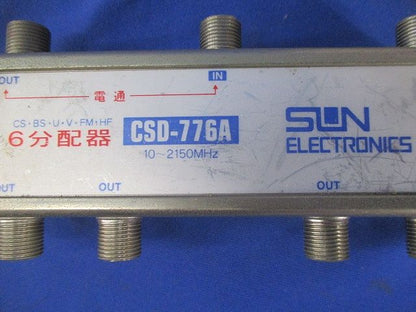 OUT IN
電通
CS・BS・U・V・FM・HF
6分配器 CSD-776A
10~2150MHz
SUN
ELECTRONICS
OUT OUT OUT